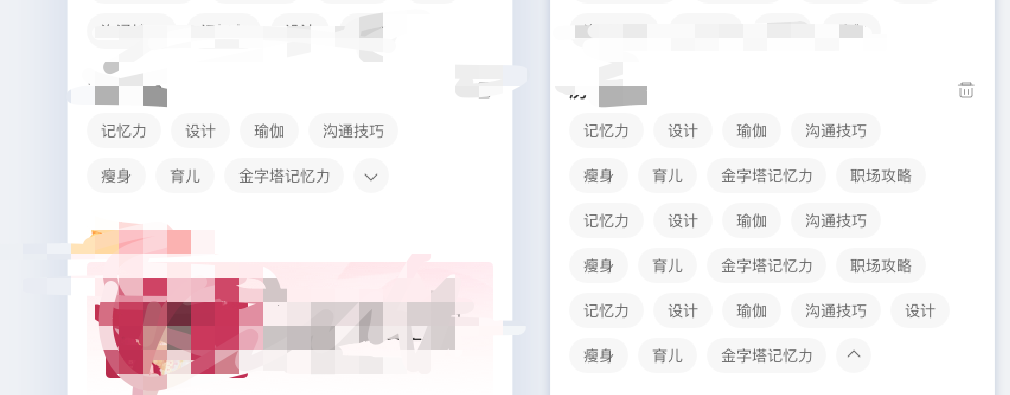 记忆力 设计 瑜伽 沟通技巧
瘦身 育儿 金字塔记忆力
记忆力 设计 瑜伽 沟通技巧
瘦身 育儿 金字塔记忆力 职场攻略
记忆力 设计 瑜伽 沟通技巧
瘦身 育儿 金字塔记忆力 职场攻略
记忆力 设计 瑜伽 沟通技巧 设计
瘦身 育儿 金字塔记忆力